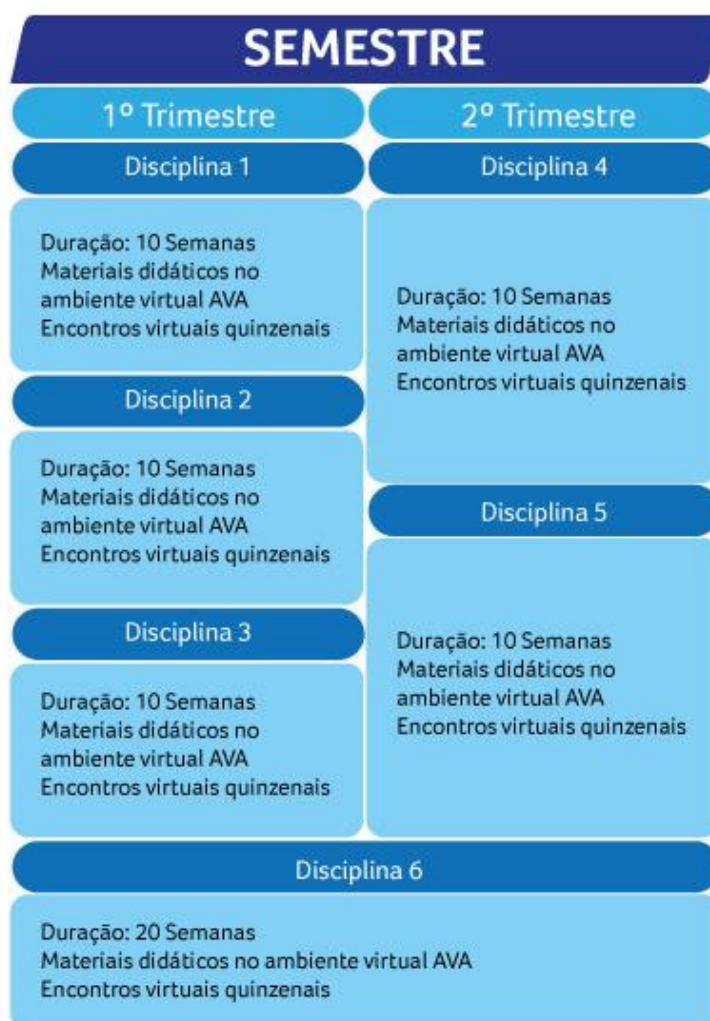 SEMESTRE
1º Trimestre
Disciplina 1
Duração: 10 Semanas
Materiais didáticos no
ambiente virtual AVA
Encontros virtuais quinzenais
Disciplina 2
Duração: 10 Semanas
Materiais didáticos no
ambiente virtual AVA
Encontros virtuais quinzenais
Disciplina 3
Duração: 10 Semanas
Materiais didáticos no
ambiente virtual AVA
Encontros virtuais quinzenais
2º Trimestre
Disciplina 4
Duração: 10 Semanas
Materiais didáticos no
ambiente virtual AVA
Encontros virtuais quinzenais
Disciplina 5
Duração: 10 Semanas
Materiais didáticos no
ambiente virtual AVA
Encontros virtuais quinzenais
Disciplina 6
Duração: 20 Semanas
Materiais didáticos no ambiente virtual AVA
Encontros virtuais quinzenais